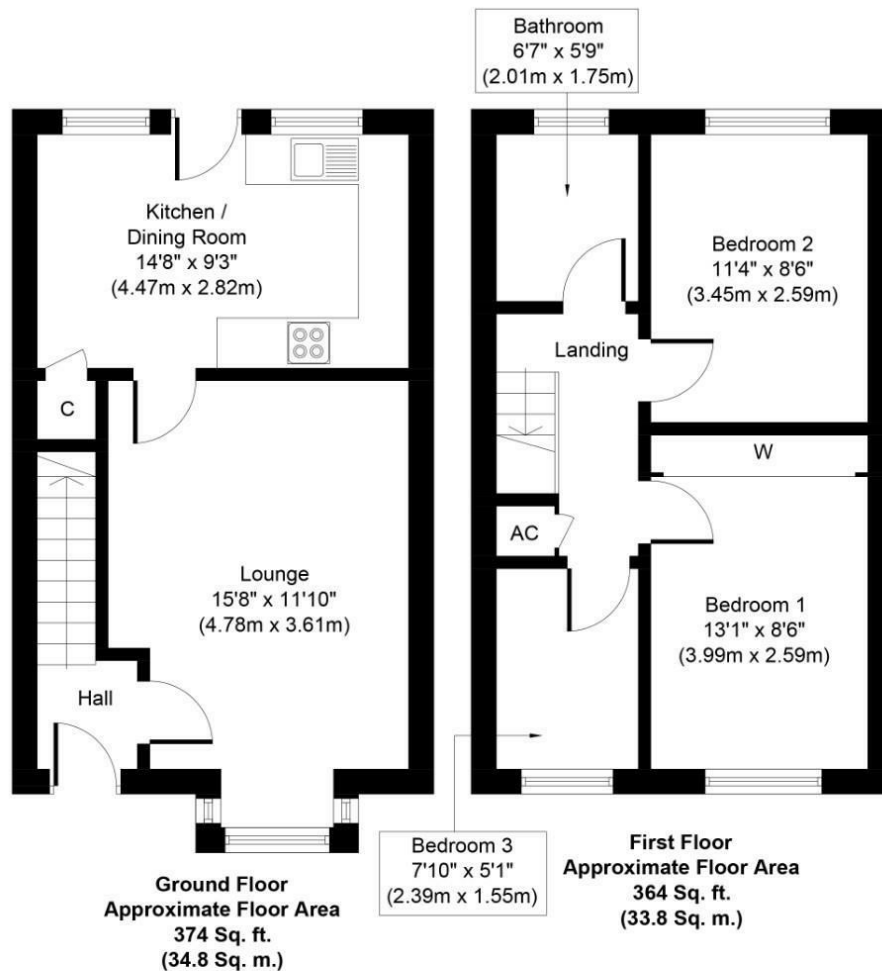 Bathroom
6'7" x 5'9"
(2.01m x 1.75m)
Kitchen /
Dining Room
14'8" x 9'3"
(4.47m x 2.82m)
Bedroom 2
11'4" x 8'6"
(3.45m x 2.59m)
Landing
C
W
AC
Lounge
15'8" x 11'10"
(4.78m x 3.61m)
Bedroom 1
13'1" x 8'6"
(3.99m x 2.59m)
Hall
Bedroom 3
7'10" x 5'1"
(2.39m x 1.55m)
Ground Floor
Approximate Floor Area
374 Sq. ft.
(34.8 Sq. m.)
First Floor
Approximate Floor Area
364 Sq. ft.
(33.8 Sq. m.)